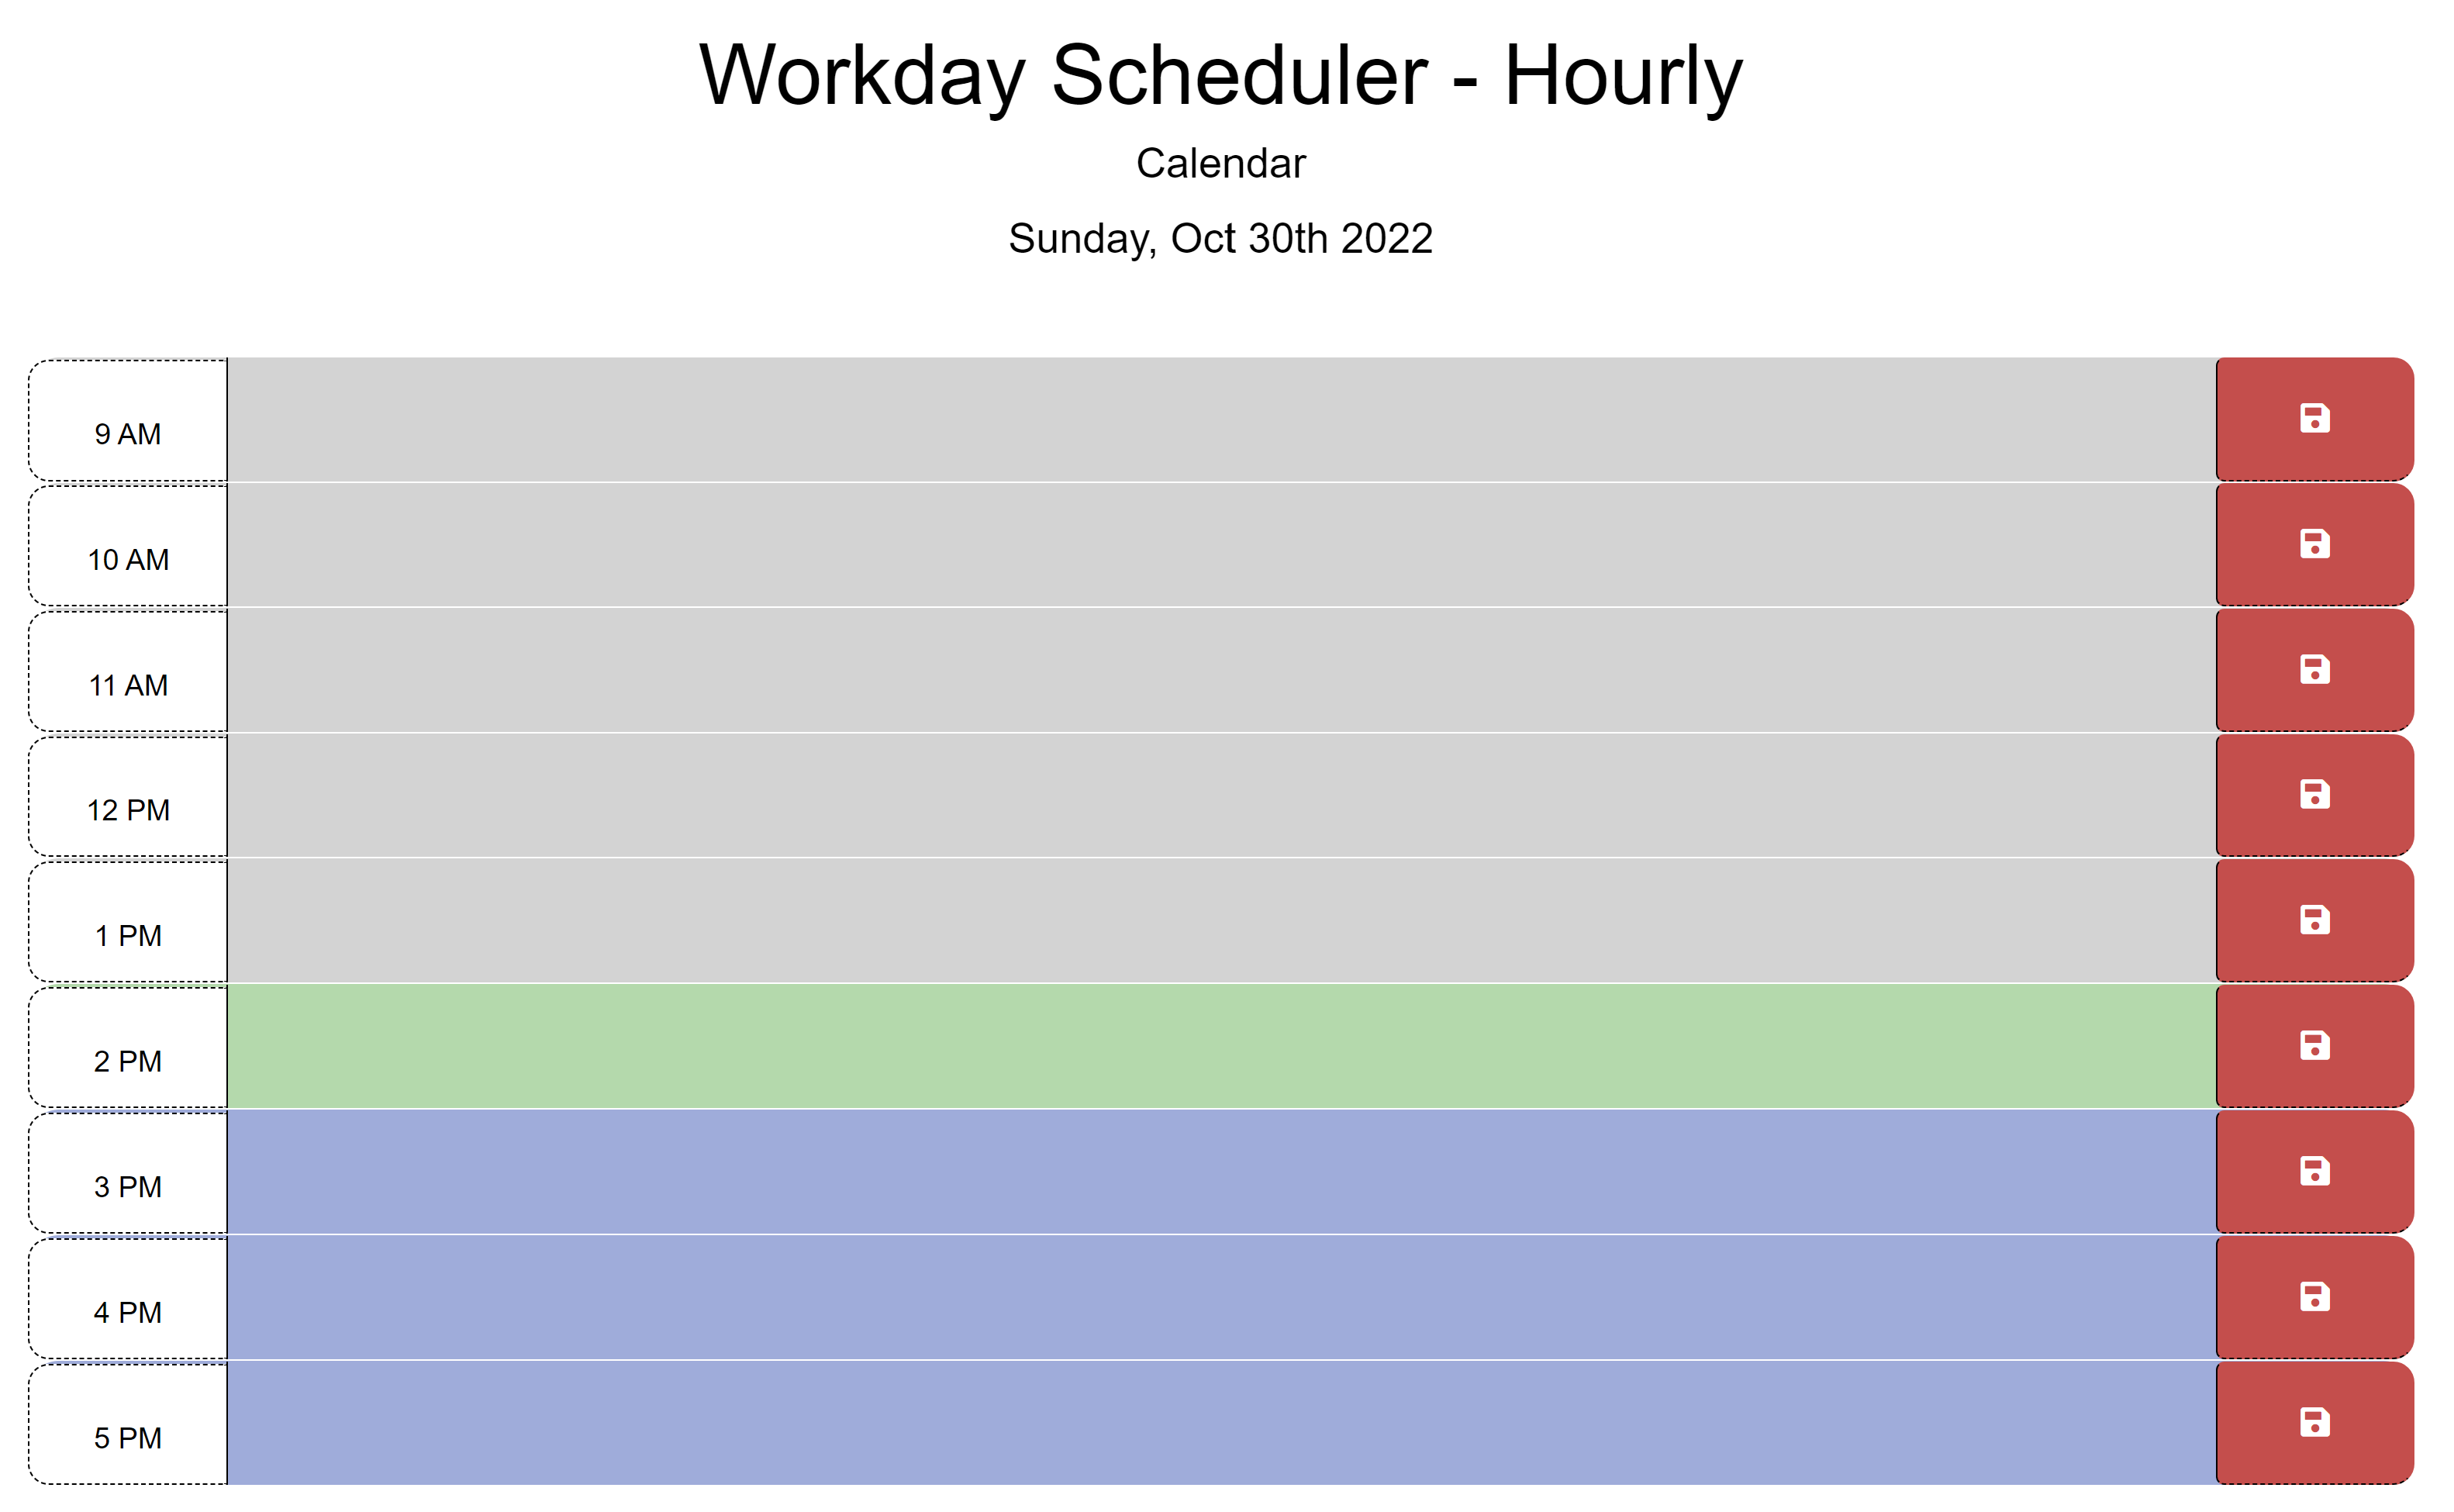 Workday Scheduler - Hourly
Calendar
Sunday, Oct 30th 2022
9 AM
10 AM
11 AM
12 PM
1 PM
2 PM
3 PM
4 PM
5 PM